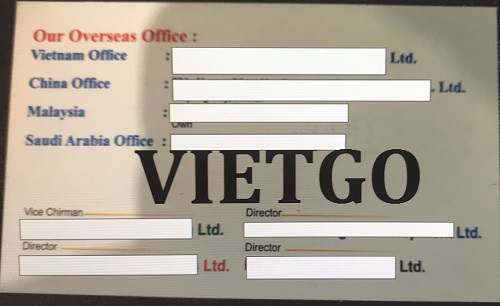 Our Overseas Office :
Vietnam Office : Ltd.
China Office : . Ltd.
Malaysia :
Own
Saudi Arabia Office :
VIETGO
Vice Chirman Director
Ltd. Ltd.
Director Director
Ltd. Ltd.